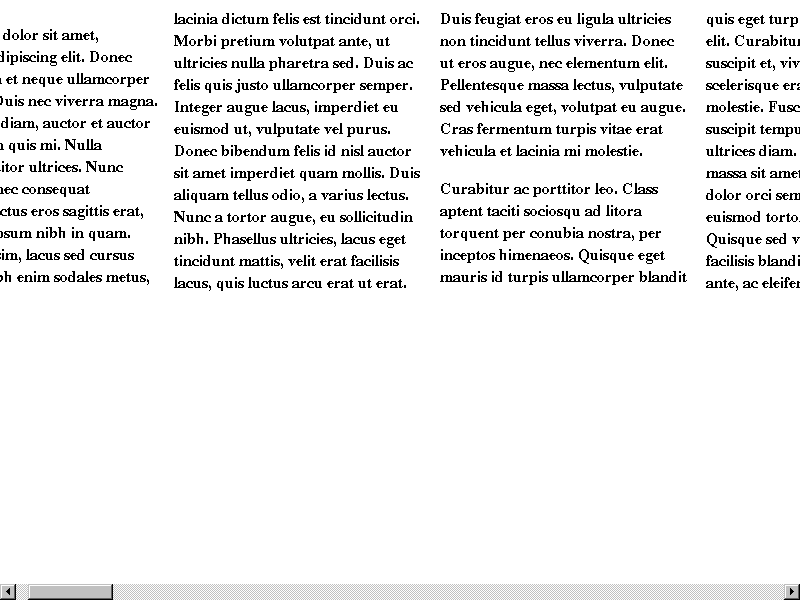 dolor sit amet,
dipiscing elit. Donec
et neque ullamcorper
Duis nec viverra magna.
diam, auctor et auctor
quis mi. Nulla
titor ultrices. Nunc
nec consequat
ctus eros sagittis erat,
psum nibh in quam.
sim, lacus sed cursus
bh enim sodales metus,
lacinia dictum felis est tincidunt orci.
Morbi pretium volutpat ante, ut
ultricies nulla pharetra sed. Duis ac
felis quis justo ullamcorper semper.
Integer augue lacus, imperdiet eu
euismod ut, vulputate vel purus.
Donec bibendum felis id nisl auctor
sit amet imperdiet quam mollis. Duis
aliquam tellus odio, a varius lectus.
Nunc a tortor augue, eu sollicitudin
nibh. Phasellus ultricies, lacus eget
tincidunt mattis, velit erat facilisis
lacus, quis luctus arcu erat ut erat.
Duis feugiat eros eu ligula ultricies
non tincidunt tellus viverra. Donec
ut eros augue, nec elementum elit.
Pellentesque massa lectus, vulputate
sed vehicula eget, volutpat eu augue.
Cras fermentum turpis vitae erat
vehicula et lacinia mi molestie.
Curabitur ac porttitor leo. Class
aptent taciti sociosqu ad litora
torquent per conubia nostra, per
inceptos himenaeos. Quisque eget
mauris id turpis ullamcorper blandit
quis eget turp
elit. Curabitu
suscipit et, viv
scelerisque era
molestie. Fusc
suscipit tempu
ultrices diam.
massa sit amet
dolor orci sem
euismod torto
Quisque sed v
facilisis blandi
ante, ac eleifer